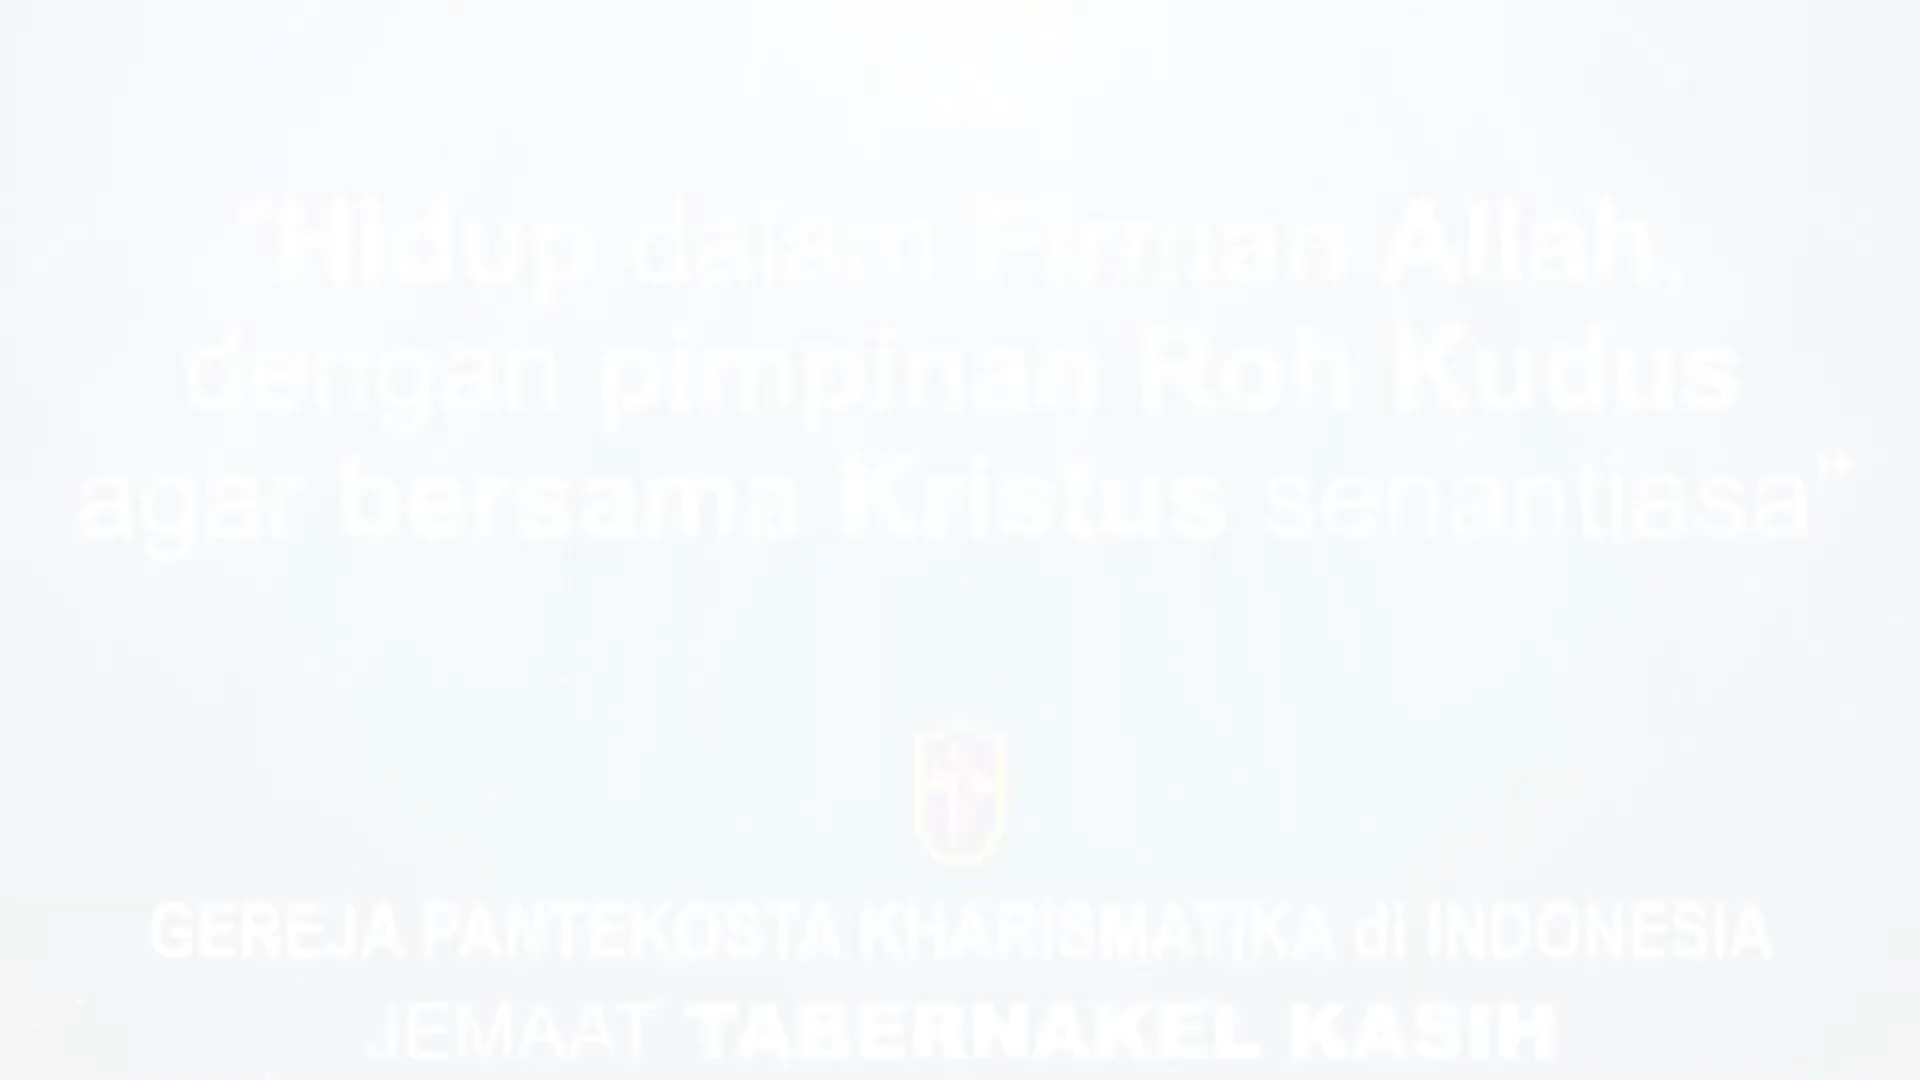 "Hidup dalam Firman Allah,
dengan pimpinan Roh Kudus
agar bersama Kristus senantiasa"
GEREJA PANTEKOSTA KHARISMATIKA di INDONESIA
JEMAAT TABERNAKEL KASIH